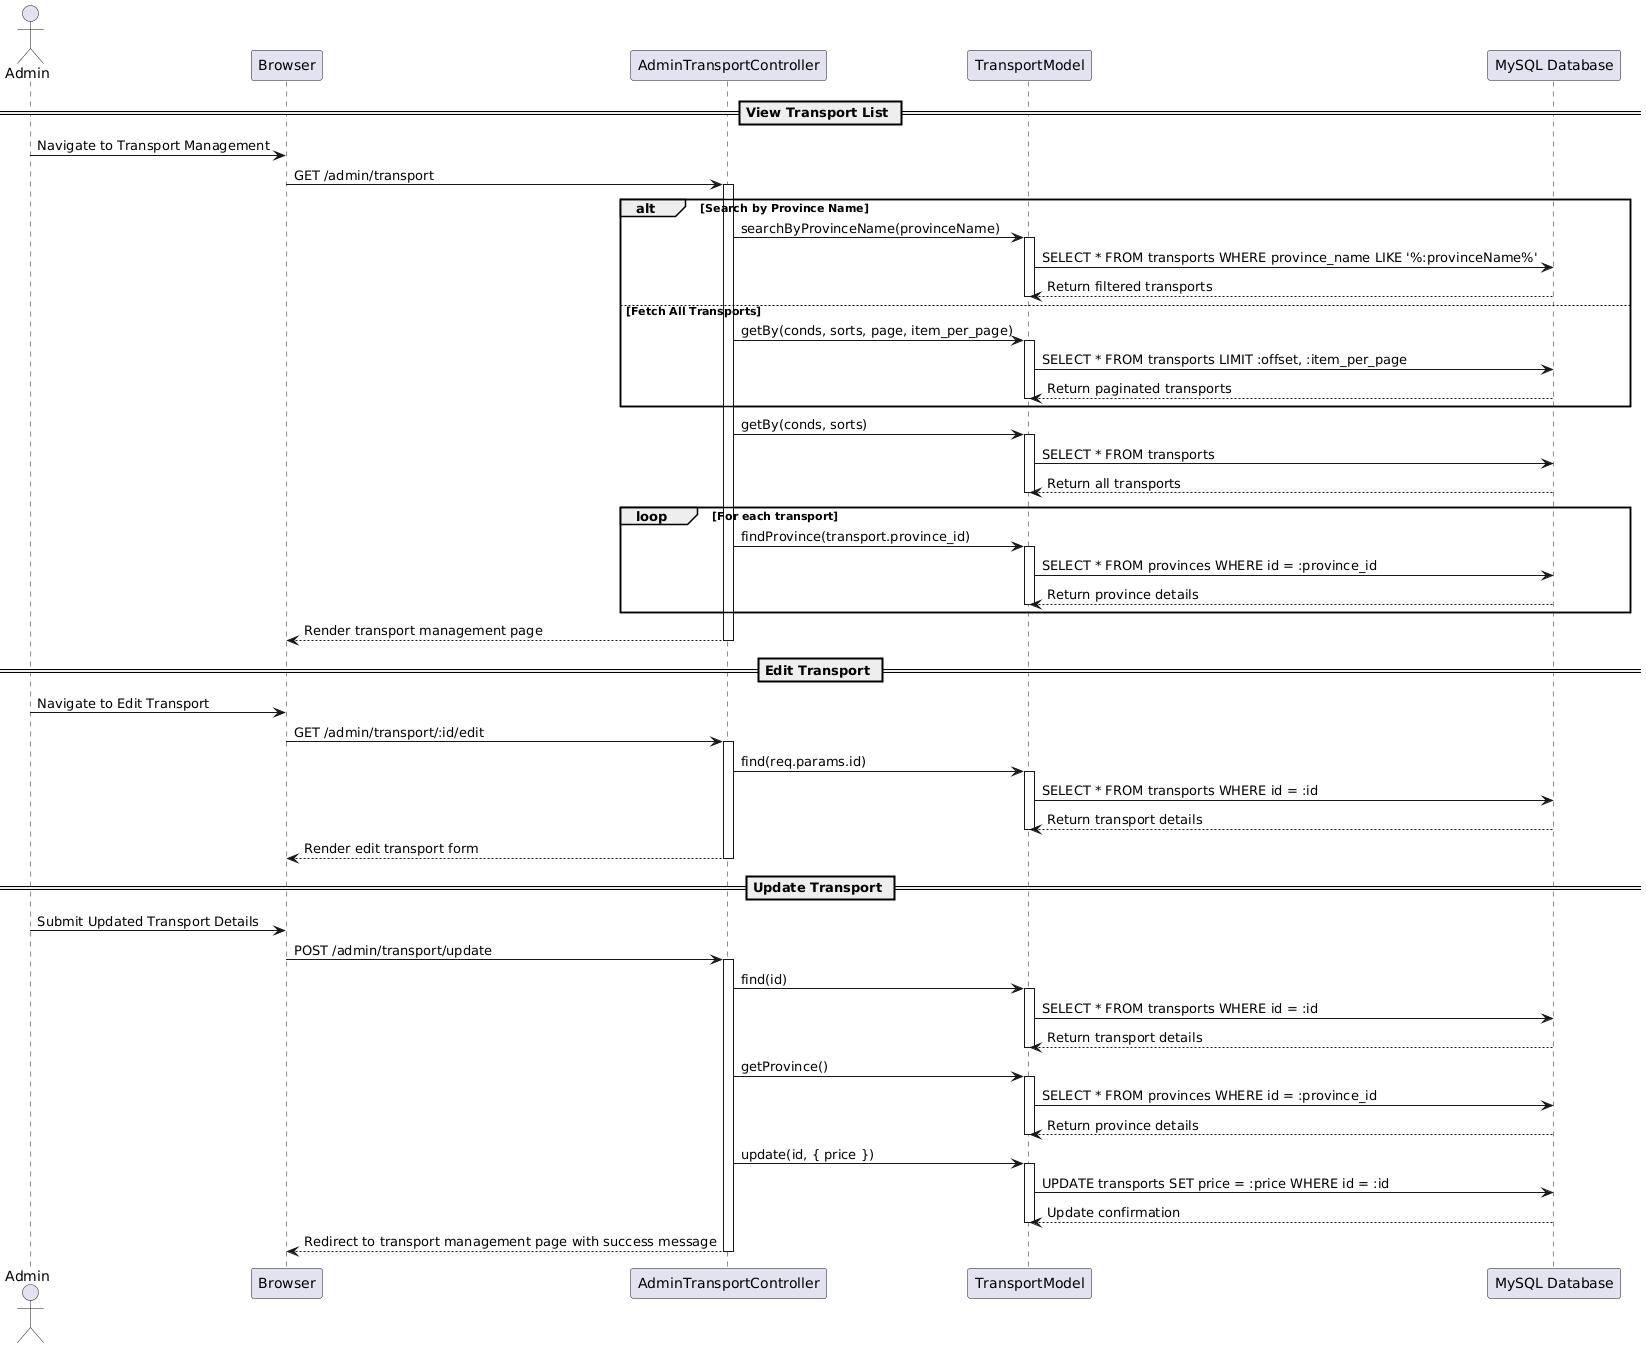 Admin
Browser
AdminTransportController
TransportModel
MySQL Database
View Transport List
Navigate to Transport Management
GET /admin/transport
alt
[Search by Province Name]
searchByProvinceName(provinceName)
SELECT * FROM transports WHERE province_name LIKE '%:provinceName%'
Return filtered transports
[Fetch All Transports]
getBy(conds, sorts, page, item_per_page)
SELECT * FROM transports LIMIT :offset, :item_per_page
Return paginated transports
getBy(conds, sorts)
SELECT * FROM transports
Return all transports
loop
[For each transport]
findProvince(transport.province_id)
SELECT * FROM provinces WHERE id = :province_id
Return province details
Render transport management page
Edit Transport
Navigate to Edit Transport
GET /admin/transport/:id/edit
find(req.params.id)
SELECT * FROM transports WHERE id = :id
Return transport details
Render edit transport form
Update Transport
Submit Updated Transport Details
POST /admin/transport/update
find(id)
SELECT * FROM transports WHERE id = :id
Return transport details
getProvince()
SELECT * FROM provinces WHERE id = :province_id
Return province details
update(id, { price })
UPDATE transports SET price = :price WHERE id = :id
Update confirmation
Redirect to transport management page with success message
Admin
Browser
AdminTransportController
TransportModel
MySQL Database